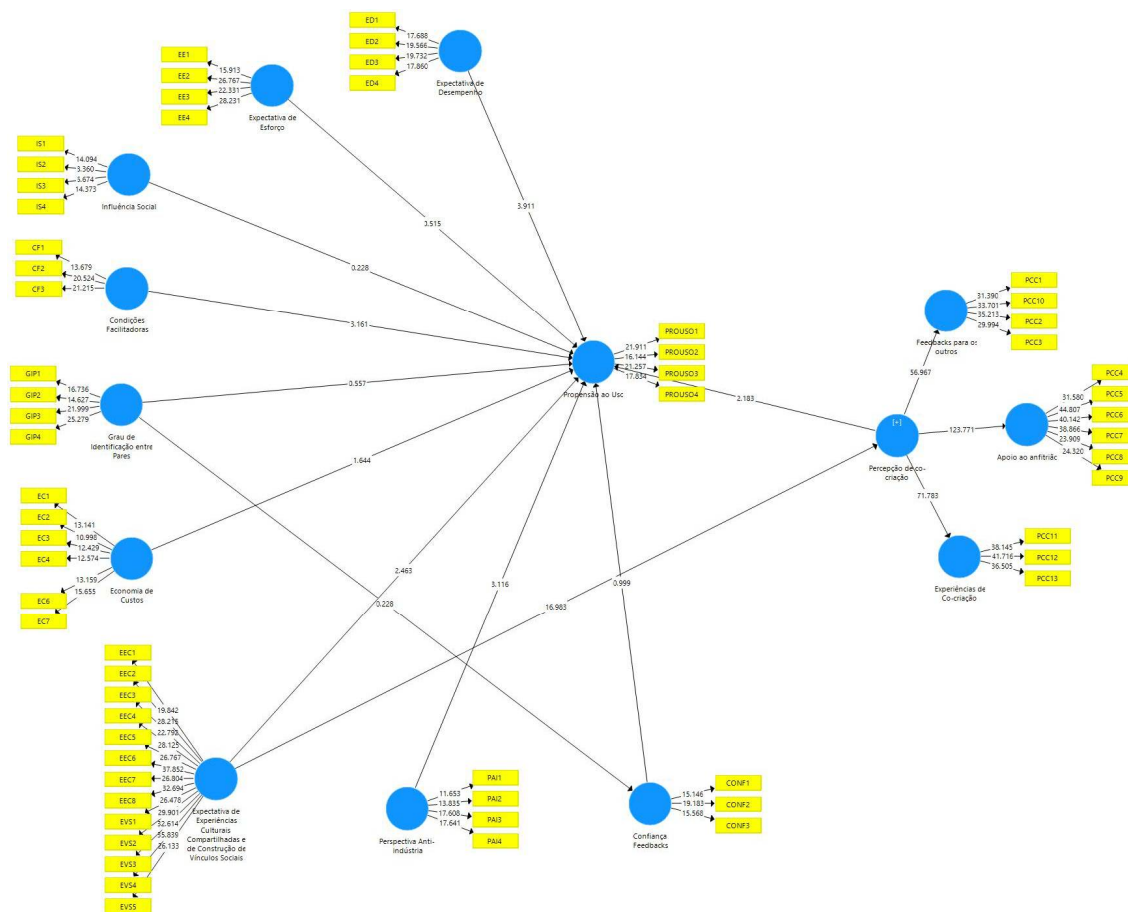 ED1
ED2
ED3
ED4
17.688
19.566
19.732
17.860
Expectativa de
Desempenho
EE1
EE2
EE3
EE4
15.913
26.767
22.331
28.231
Expectativa de
Esforço
IS1
IS2
IS3
IS4
14.094
3.360
14.373
Influência Social
CF1
CF2
CF3
13.679
20.524
21.215
Condições
Facilitadoras
GIP1
GIP2
GIP3
GIP4
16.736
14.627
21.999
25.279
Grau de
Identificação entre
Pares
EC1
EC2
EC3
EC4
EC6
EC7
13.141
10.998
12.429
12.574
13.159
15.655
Economia de
Custos
EEC1
EEC2
EEC3
EEC4
EEC5
EEC6
EEC7
EEC8
EVS1
EVS2
EVS3
EVS4
EVS5
19.842
28.215
22.792
28.125
26.767
37.852
26.804
32.694
26.478
29.901
32.614
35.839
26.133
Expectativa de
Experiências
Culturais
Compartilhadas e
de Construção de
Vínculos Sociais
3.911
3.515
0.228
3.161
0.557
1.644
2.463
0.228
3.116
0.999
16.983
2.183
PROUSO1
PROUSO2
PROUSO3
PROUSO4
21.911
16.144
21.257
17.834
Propensão ao Usc
PAI1
PAI2
PAI3
PAI4
11.653
13.835
17.608
17.641
Perspectiva Anti-
indústria
CONF1
CONF2
CONF3
15.146
19.183
15.568
Confiança
Feedbacks
[+]
Percepção de co-
criação
56.967
123.771
71.783
PCC1
PCC10
PCC2
PCC3
31.390
33.701
35.213
29.994
Feedbacks para os
outros
PCC4
PCC5
PCC6
PCC7
PCC8
PCC9
31.580
44.807
40.142
38.866
23.909
24.320
Apoio ao anfitriãc
PCC11
PCC12
PCC13
38.145
41.716
36.505
Experiências de
Co-criação